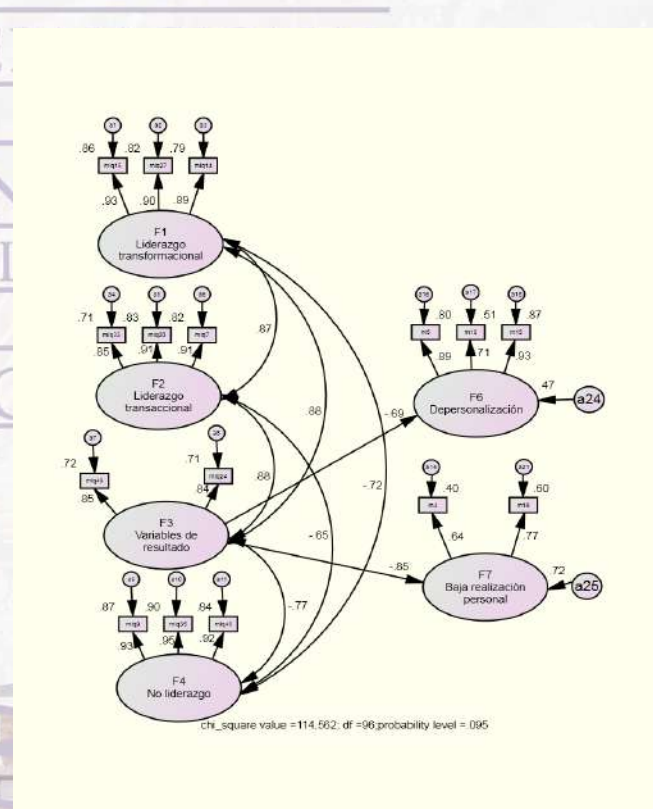 .86
.82
.79
.93
.90
.89
F1
Liderazgo
transformacional
.71
.83
.82
.85
.91
.91
.87
F2
Liderazgo
transaccional
.72
.71
.85
.84
.88
.88
F3
Variables de
resultado
-.65
-.72
-.77
.87
.90
.84
.93
.95
.92
F4
No liderazgo
.80
.51
.87
.89
.71
.93
-.69
F6
Depersonalización
.47
a24
.40
.60
.64
.77
-.85
F7
Baja realización
personal
.72
a25
chi_square value =114,562; df =96;probability level =.095